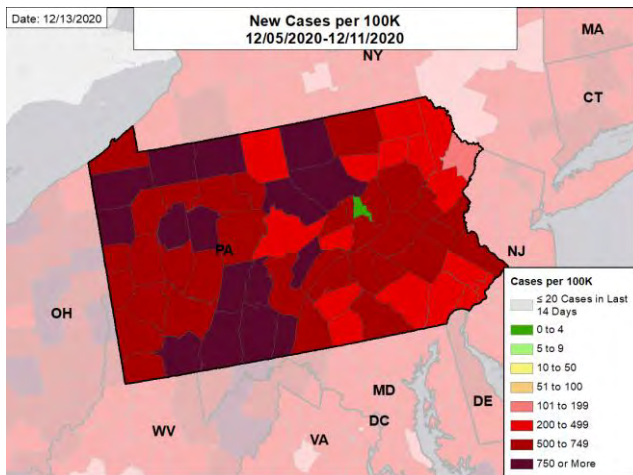 Date: 12/13/2020
New Cases per 100K
12/05/2020-12/11/2020
NY
MA
CT
PA
NJ
OH
MD
DE
DC
WV
VA
Cases per 100K
≤ 20 Cases in Last
14 Days
0 to 4
5 to 9
10 to 50
51 to 100
101 to 199
200 to 499
500 to 749
750 or More